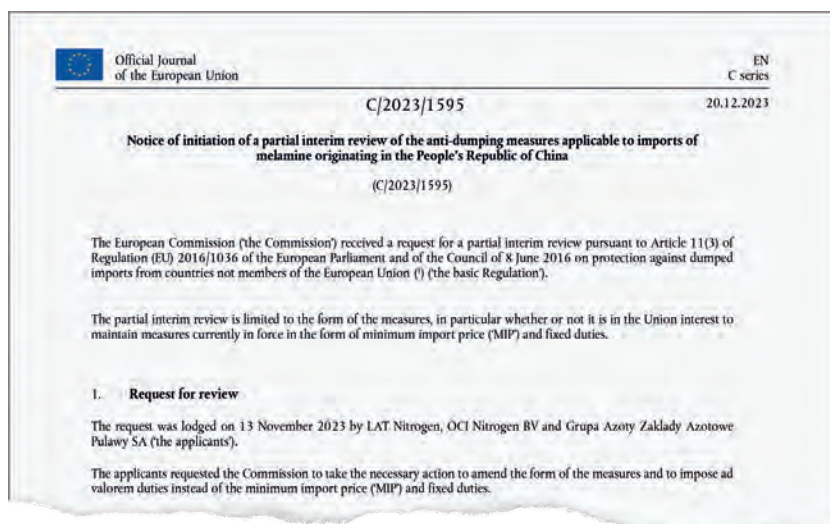 Official Journal
of the European Union
EN
C series
C/2023/1595
20.12.2023
Notice of initiation of a partial interim review of the anti-dumping measures applicable to imports of
melamine originating in the People's Republic of China
(C/2023/1595)
The European Commission ('the Commission') received a request for a partial interim review pursuant to Article 11(3) of
Regulation (EU) 2016/1036 of the European Parliament and of the Council of 8 June 2016 on protection against dumped
imports from countries not members of the European Union (¹) ('the basic Regulation').
The partial interim review is limited to the form of the measures, in particular whether or not it is in the Union interest to
maintain measures currently in force in the form of minimum import price ('MIP') and fixed duties.
1. Request for review
The request was lodged on 13 November 2023 by LAT Nitrogen, OCI Nitrogen BV and Grupa Azoty Zaklady Azotowe
Pulawy SA ('the applicants').
The applicants requested the Commission to take the necessary action to amend the form of the measures and to impose ad
valorem duties instead of the minimum import price ('MIP') and fixed duties.